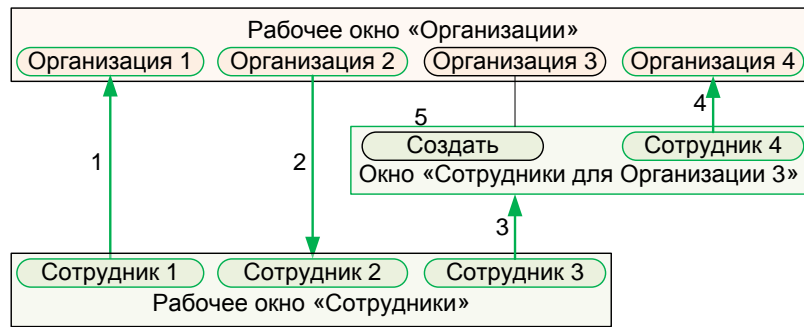 Рабочее окно «Организации»
Организация 1
Организация 2
Организация 3
Организация 4
1
2
5
4
Создать
Сотрудник 4
Окно «Сотрудники для Организации 3»
3
Сотрудник 1
Сотрудник 2
Сотрудник 3
Рабочее окно «Сотрудники»